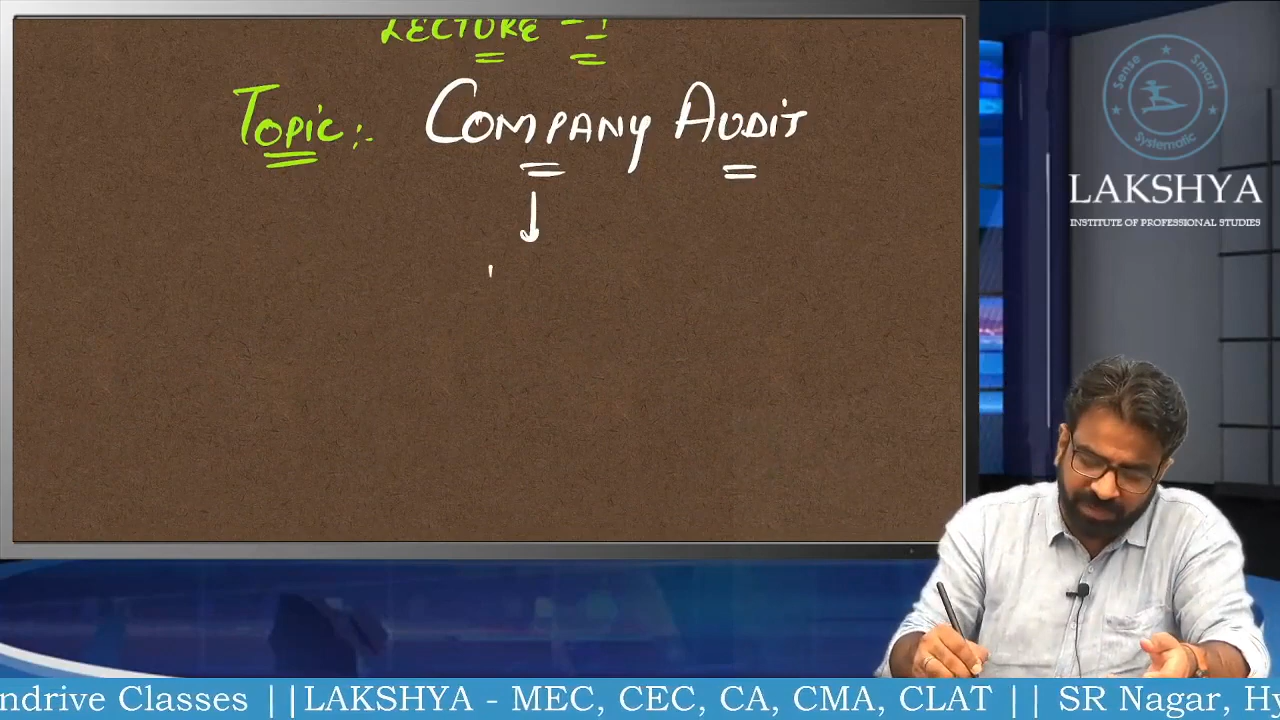 LECTURE - 1
Topic:- COMPANY AUDIT
Sense Smart
Systematic
LAKSHYA
INSTITUTE OF PROFESSIONAL STUDIES
ndrive Classes ||LAKSHYA - MEC, CEC, CA, CMA, CLAT || SR Nagar, Hy